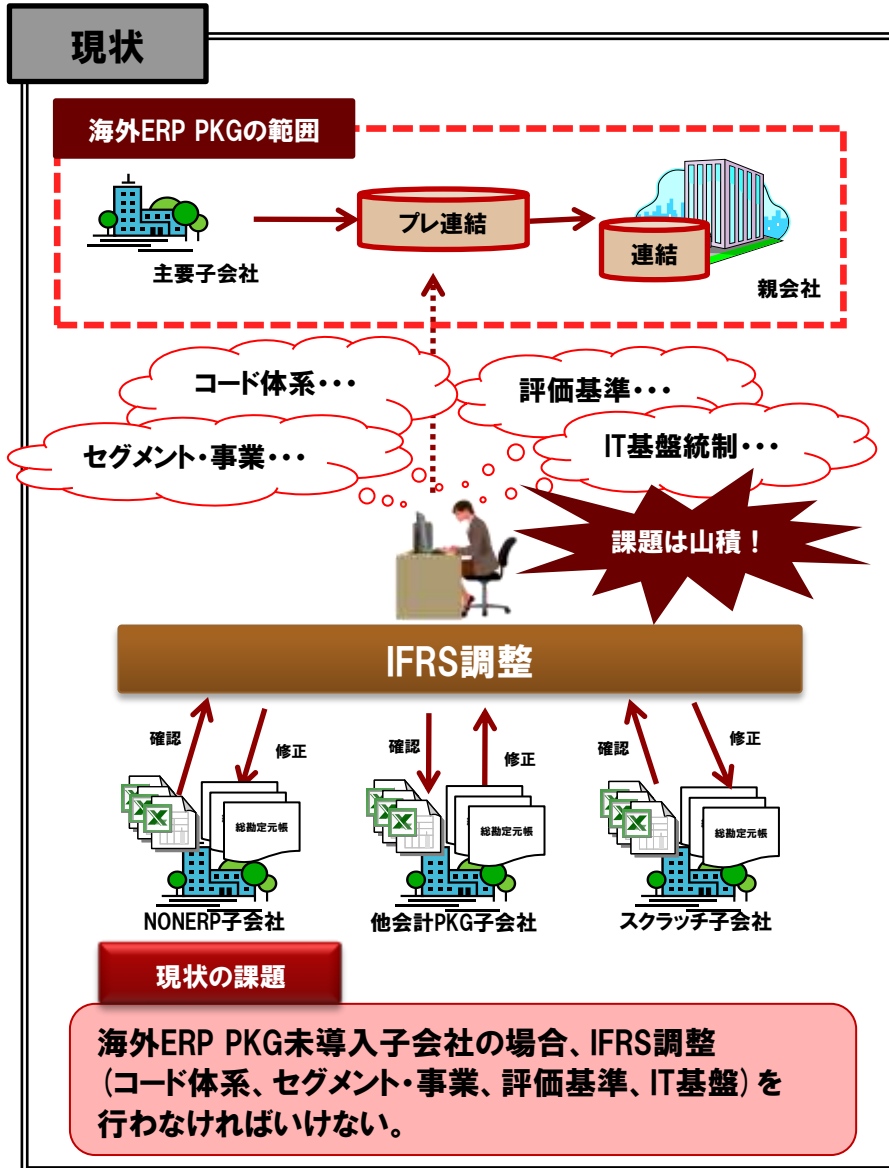 現状
海外ERP PKGの範囲
プレ連結
連結
主要子会社
親会社
コード体系・・・
評価基準・・・
セグメント・事業・・・
IT基盤統制・・・
課題は山積！
IFRS調整
確認
修正
確認
修正
確認
修正
総勘定元帳
総勘定元帳
総勘定元帳
NONERP子会社
他会計PKG子会社
スクラッチ子会社
現状の課題
海外ERP PKG未導入子会社の場合、IFRS調整
（コード体系、セグメント・事業、評価基準、IT基盤）を
行わなければいけない。